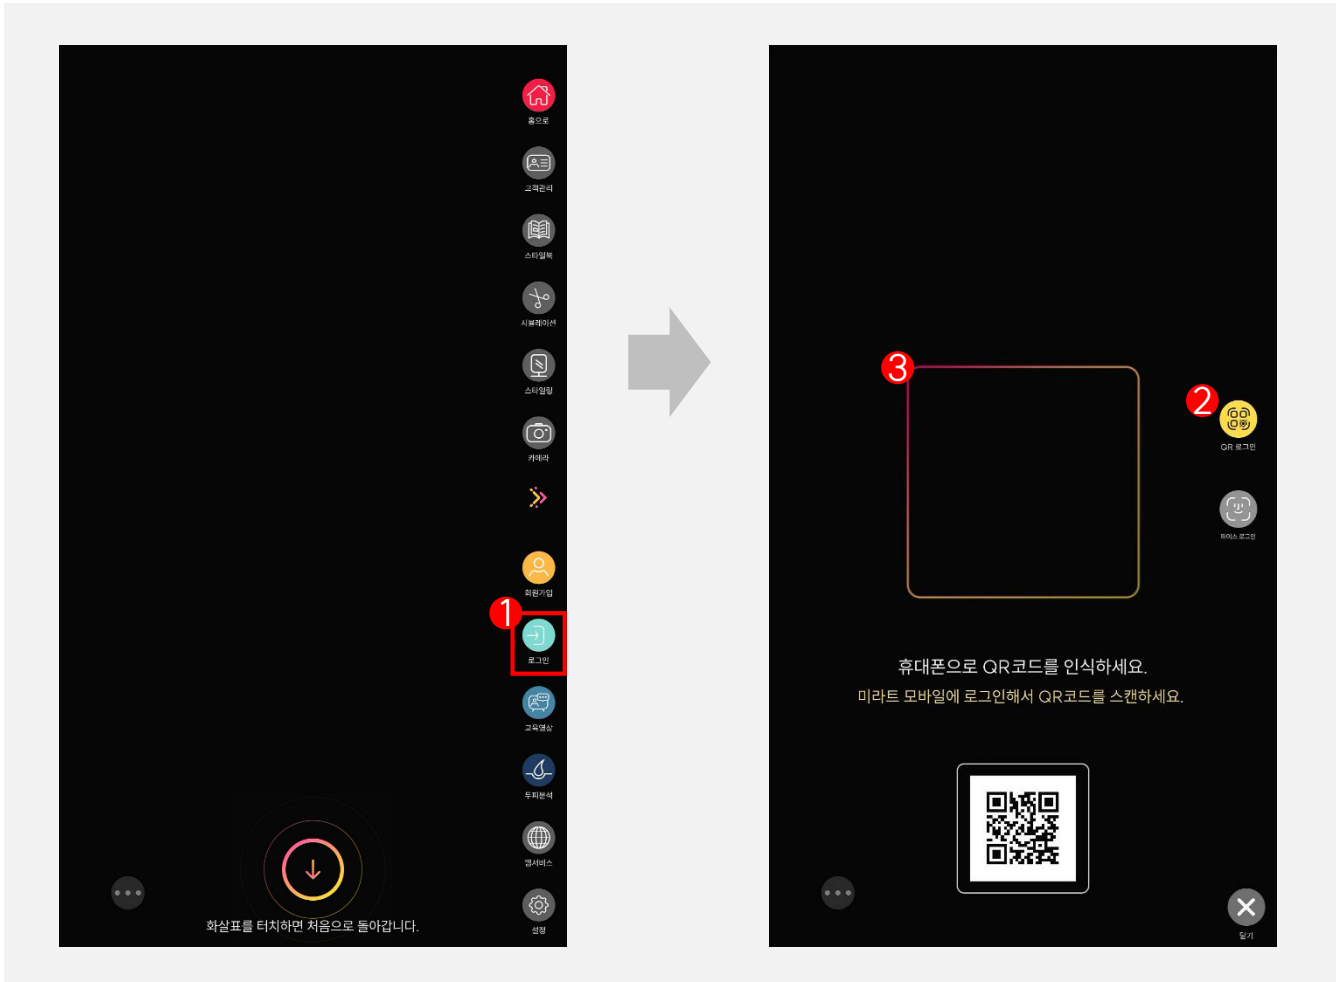 홈으로
고객관리
스타일북
시뮬레이션
스타일링
카메라
회원가입
1
로그인
교육영상
두피분석
웹서비스
설정
화살표를 터치하면 처음으로 돌아갑니다.
3
2
QR 로그인
페이스 로그인
휴대폰으로 QR코드를 인식하세요.
미라트 모바일에 로그인해서 QR코드를 스캔하세요.
닫기